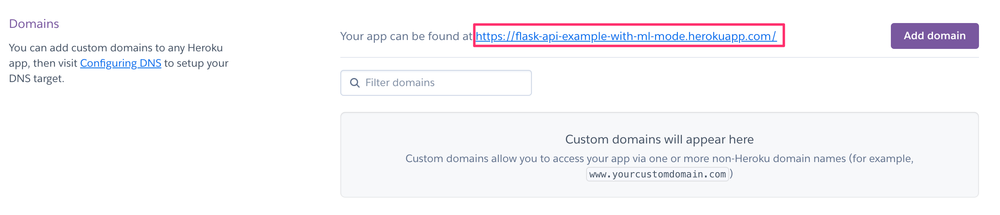 Domains
You can add custom domains to any Heroku
app, then visit Configuring DNS to setup your
DNS target.
Your app can be found at https://flask-api-example-with-ml-mode.herokuapp.com/
Add domain
Filter domains
Custom domains will appear here
Custom domains allow you to access your app via one or more non-Heroku domain names (for example,
www.yourcustomdomain.com)